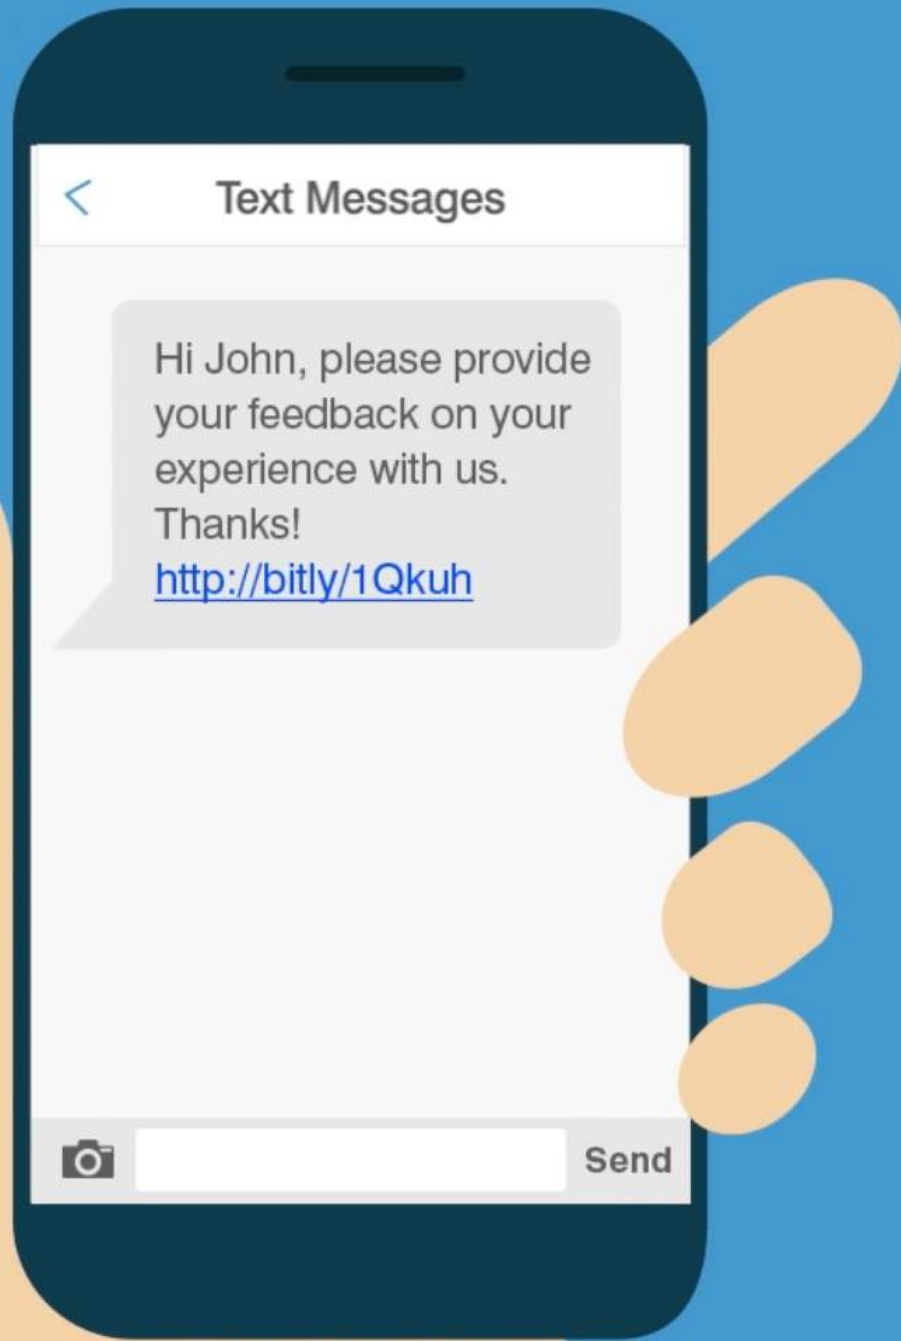 Text Messages
Hi John, please provide
your feedback on your
experience with us.
Thanks!
http://bitly/1Qkuh
Send